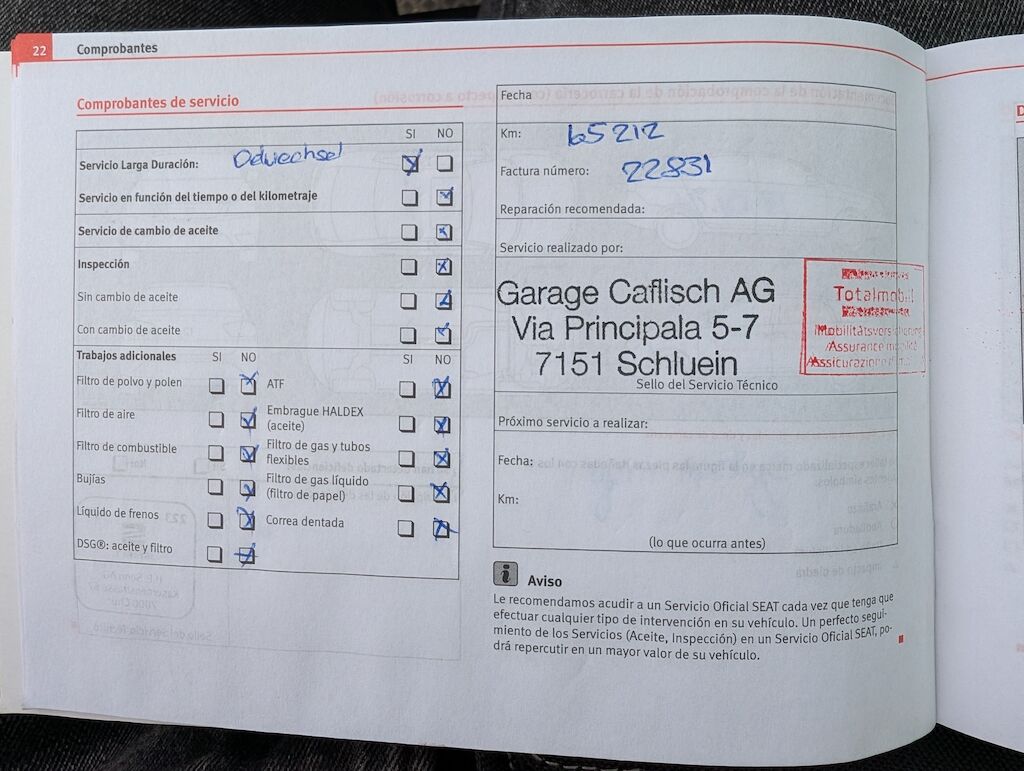 22 Comprobantes
Comprobantes de servicio
SI NO
Servicio Larga Duración:
Servicio en función del tiempo o del kilometraje
Servicio de cambio de aceite
Inspección
Sin cambio de aceite
Con cambio de aceite
Trabajos adicionales SI NO SI NO
Filtro de polvo y polen ATF
Filtro de aire Embrague HALDEX
(aceite)
Filtro de combustible Filtro de gas y tubos
flexibles
Bujías Filtro de gas líquido
(filtro de papel)
Líquido de frenos Correa dentada
DSG®: aceite y filtro
Fecha
Km: 65212
Factura número: 22831
Reparación recomendada:
Servicio realizado por:
Garage Caflisch AG
Via Principala 5-7
7151 Schluein
Sello del Servicio Técnico
Totalmobil
Próximo servicio a realizar:
Fecha:
Km:
(lo que ocurra antes)
i Aviso
Le recomendamos acudir a un Servicio Oficial SEAT cada vez que tenga que
efectuar cualquier tipo de intervención en su vehículo. Un perfecto segui-
miento de los Servicios (Aceite, Inspección) en un Servicio Oficial SEAT, po-
drá repercutir en un mayor valor de su vehículo.